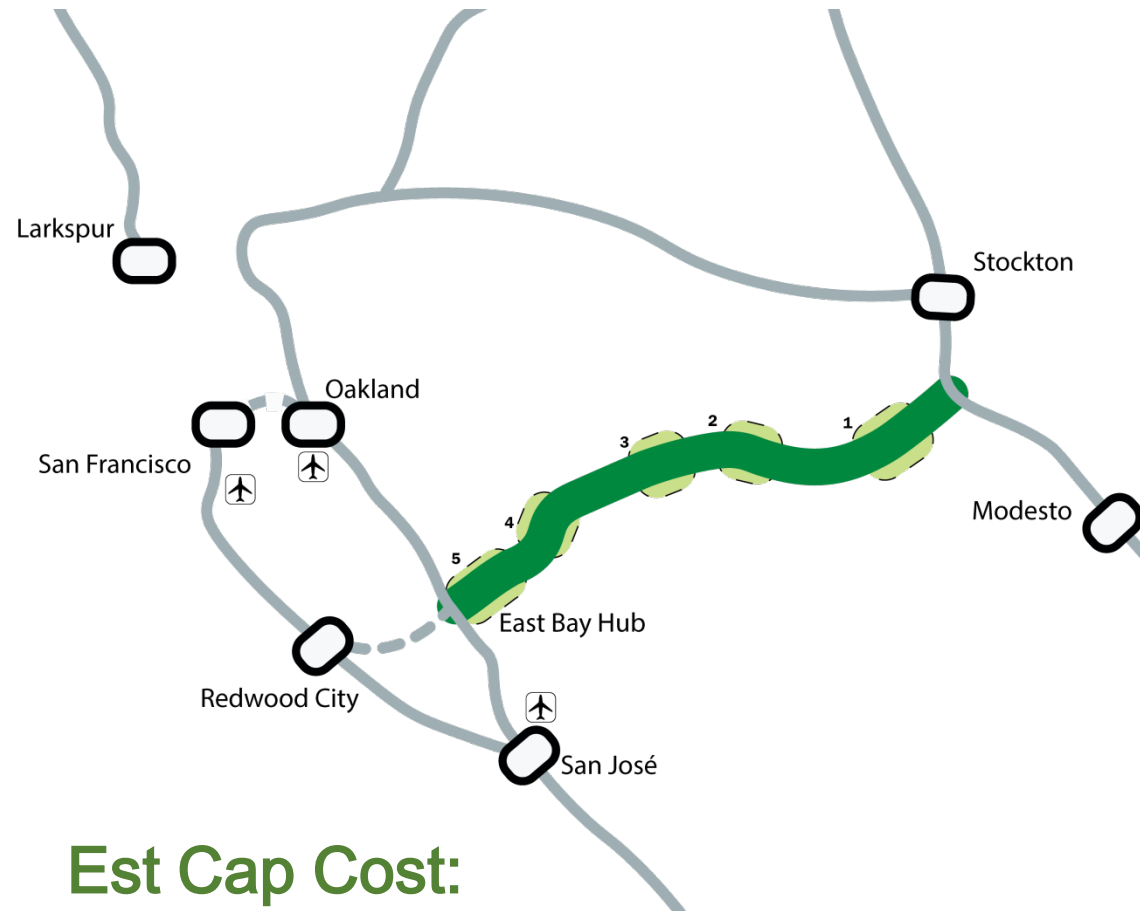 Larkspur
Stockton
Oakland
San Francisco
1
2
3
4
5
Modesto
East Bay Hub
Redwood City
San José
Est Cap Cost: